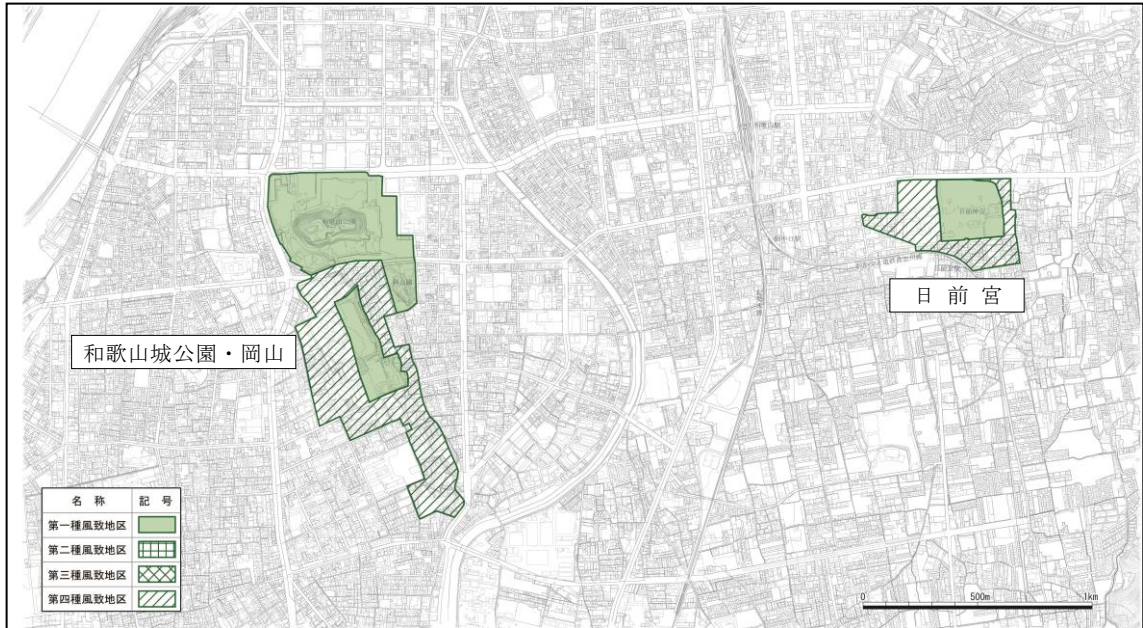 和歌山城公園・岡山
日 前 宮
名 称 記 号
第一種風致地区
第二種風致地区
第三種風致地区
第四種風致地区
0 500m 1km